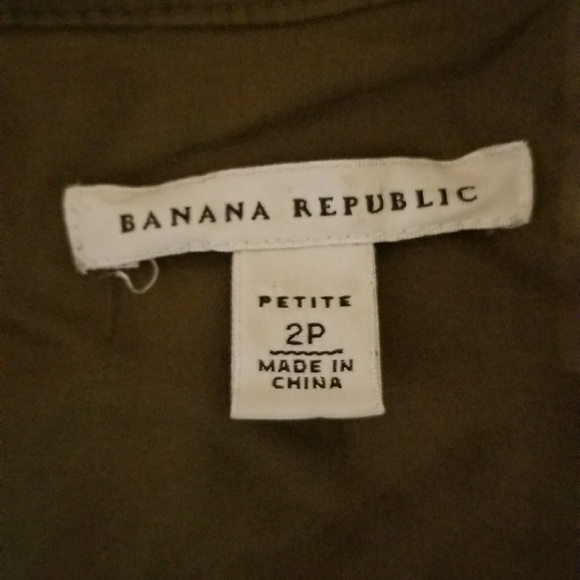 BANANA REPUBLIC
PETITE
2P
MADE IN
CHINA